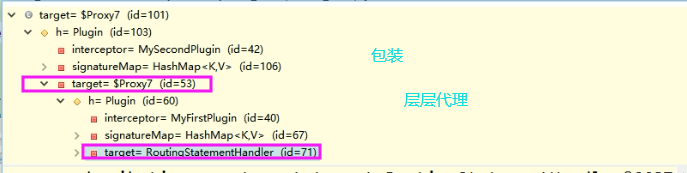 target= $Proxy7 (id=101)
h= Plugin (id=103)
interceptor= MySecondPlugin (id=42)
signatureMap= HashMap<K,V> (id=106)
包装
target= $Proxy7 (id=53)
h= Plugin (id=60)
层层代理
interceptor= MyFirstPlugin (id=40)
signatureMap= HashMap<K,V> (id=67)
target= RoutingStatementHandler (id=71)